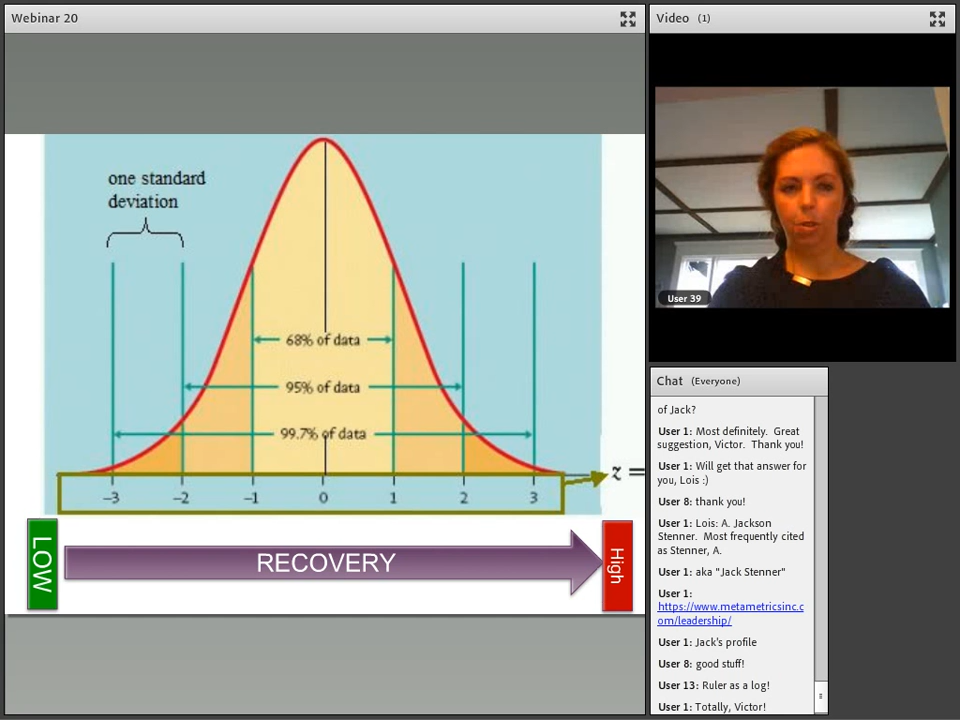 Webinar 20
one standard
deviation
68% of data
95% of data
99.7% of data
z =
–3 –2 –1 0 1 2 3
LOW
RECOVERY
High
Video (1)
User 39
Chat (Everyone)
of Jack?
User 1: Most definitely. Great
suggestion, Victor. Thank you!
User 1: Will get that answer for
you, Lois :)
User 8: thank you!
User 1: Lois: A. Jackson
Stenner. Most frequently cited
as Stenner, A.
User 1: aka "Jack Stenner"
User 1:
https://www.metametricsinc.c
om/leadership/
User 1: Jack's profile
User 8: good stuff!
User 13: Ruler as a log!
User 1: Totally, Victor!